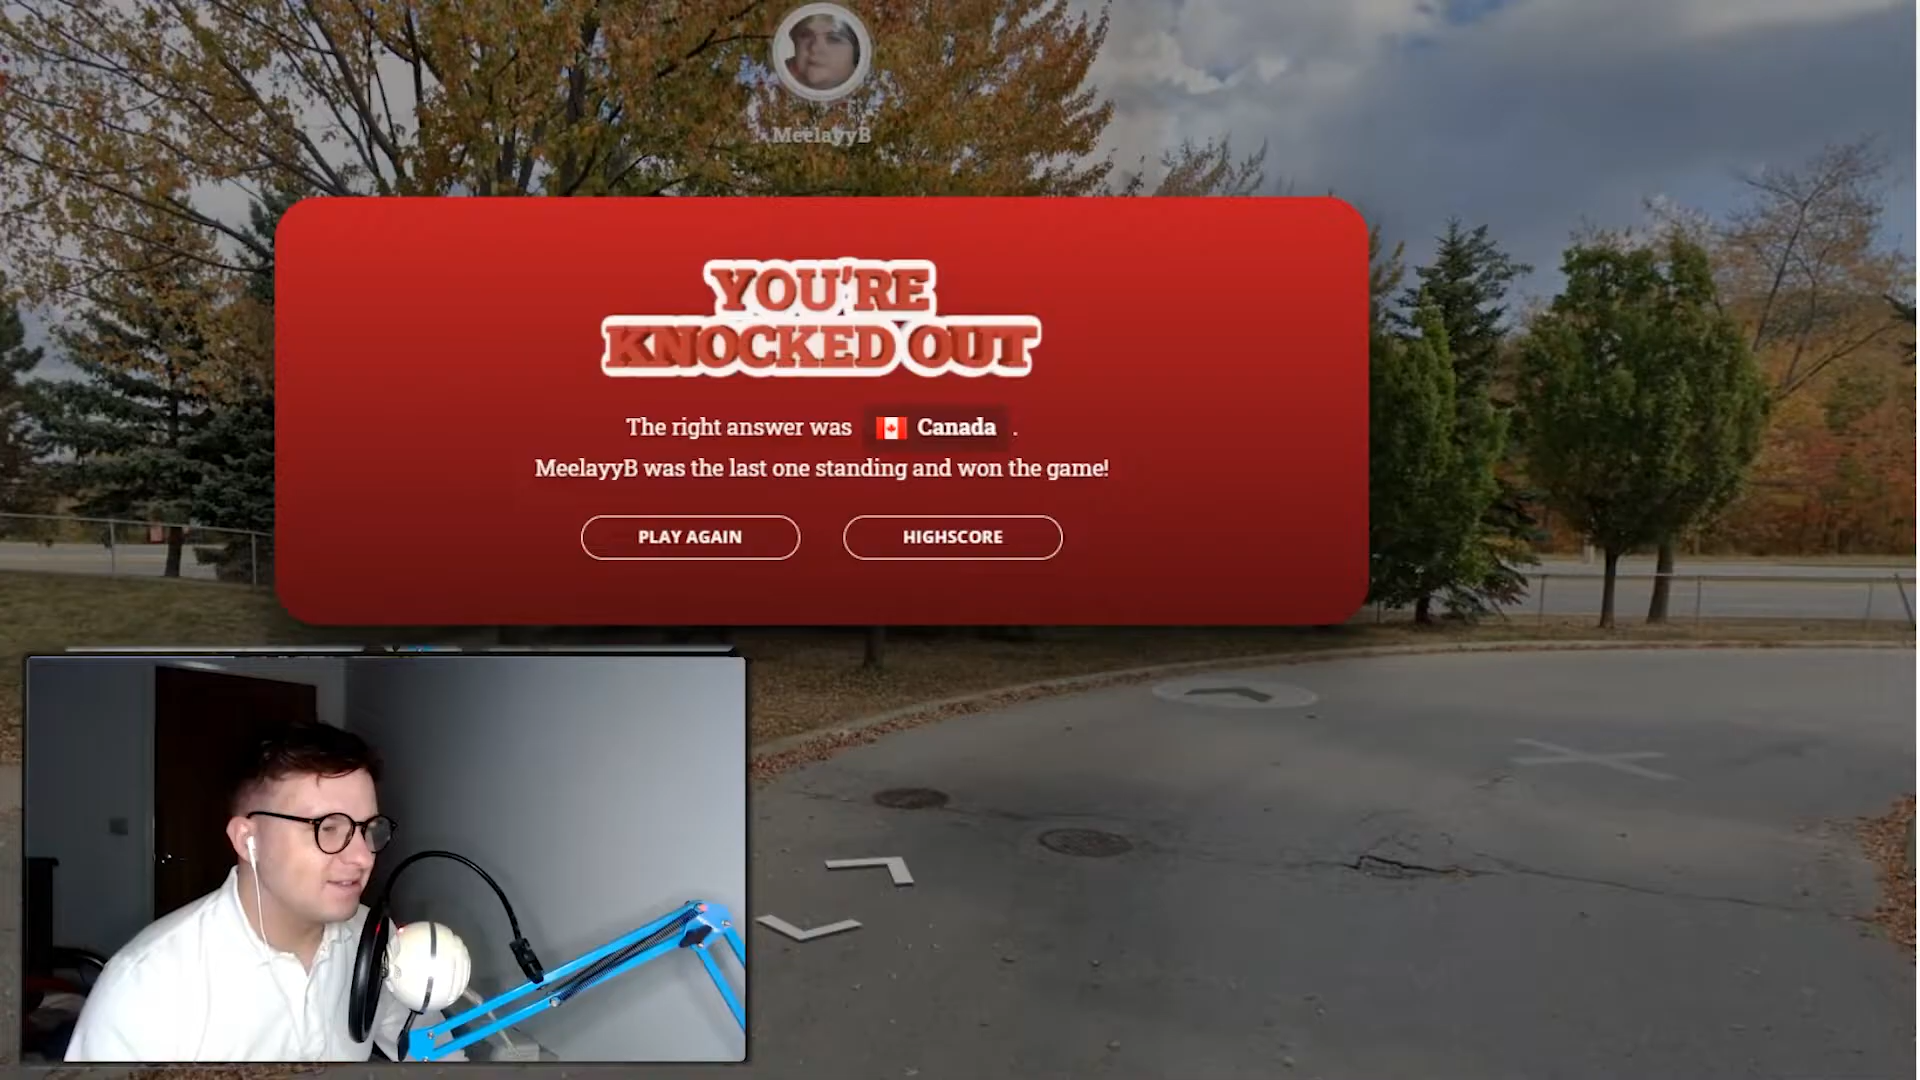 MeelayyB
YOU'RE
KNOCKED OUT
The right answer was Canada .
MeelayyB was the last one standing and won the game!
PLAY AGAIN
HIGHSCORE